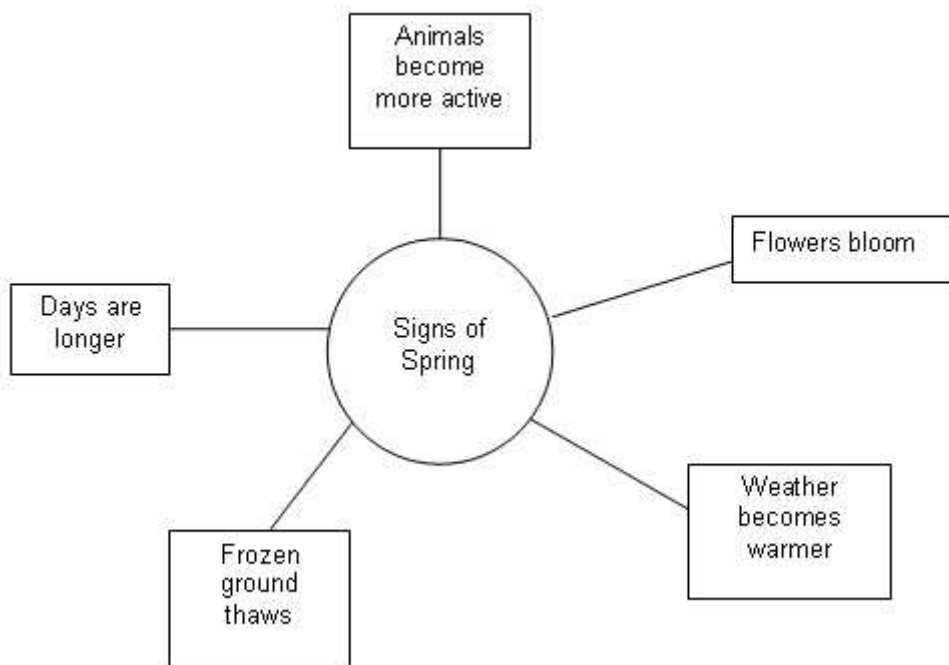 Animals
become
more active
Flowers bloom
Days are
longer
Signs of
Spring
Weather
becomes
warmer
Frozen
ground
thaws